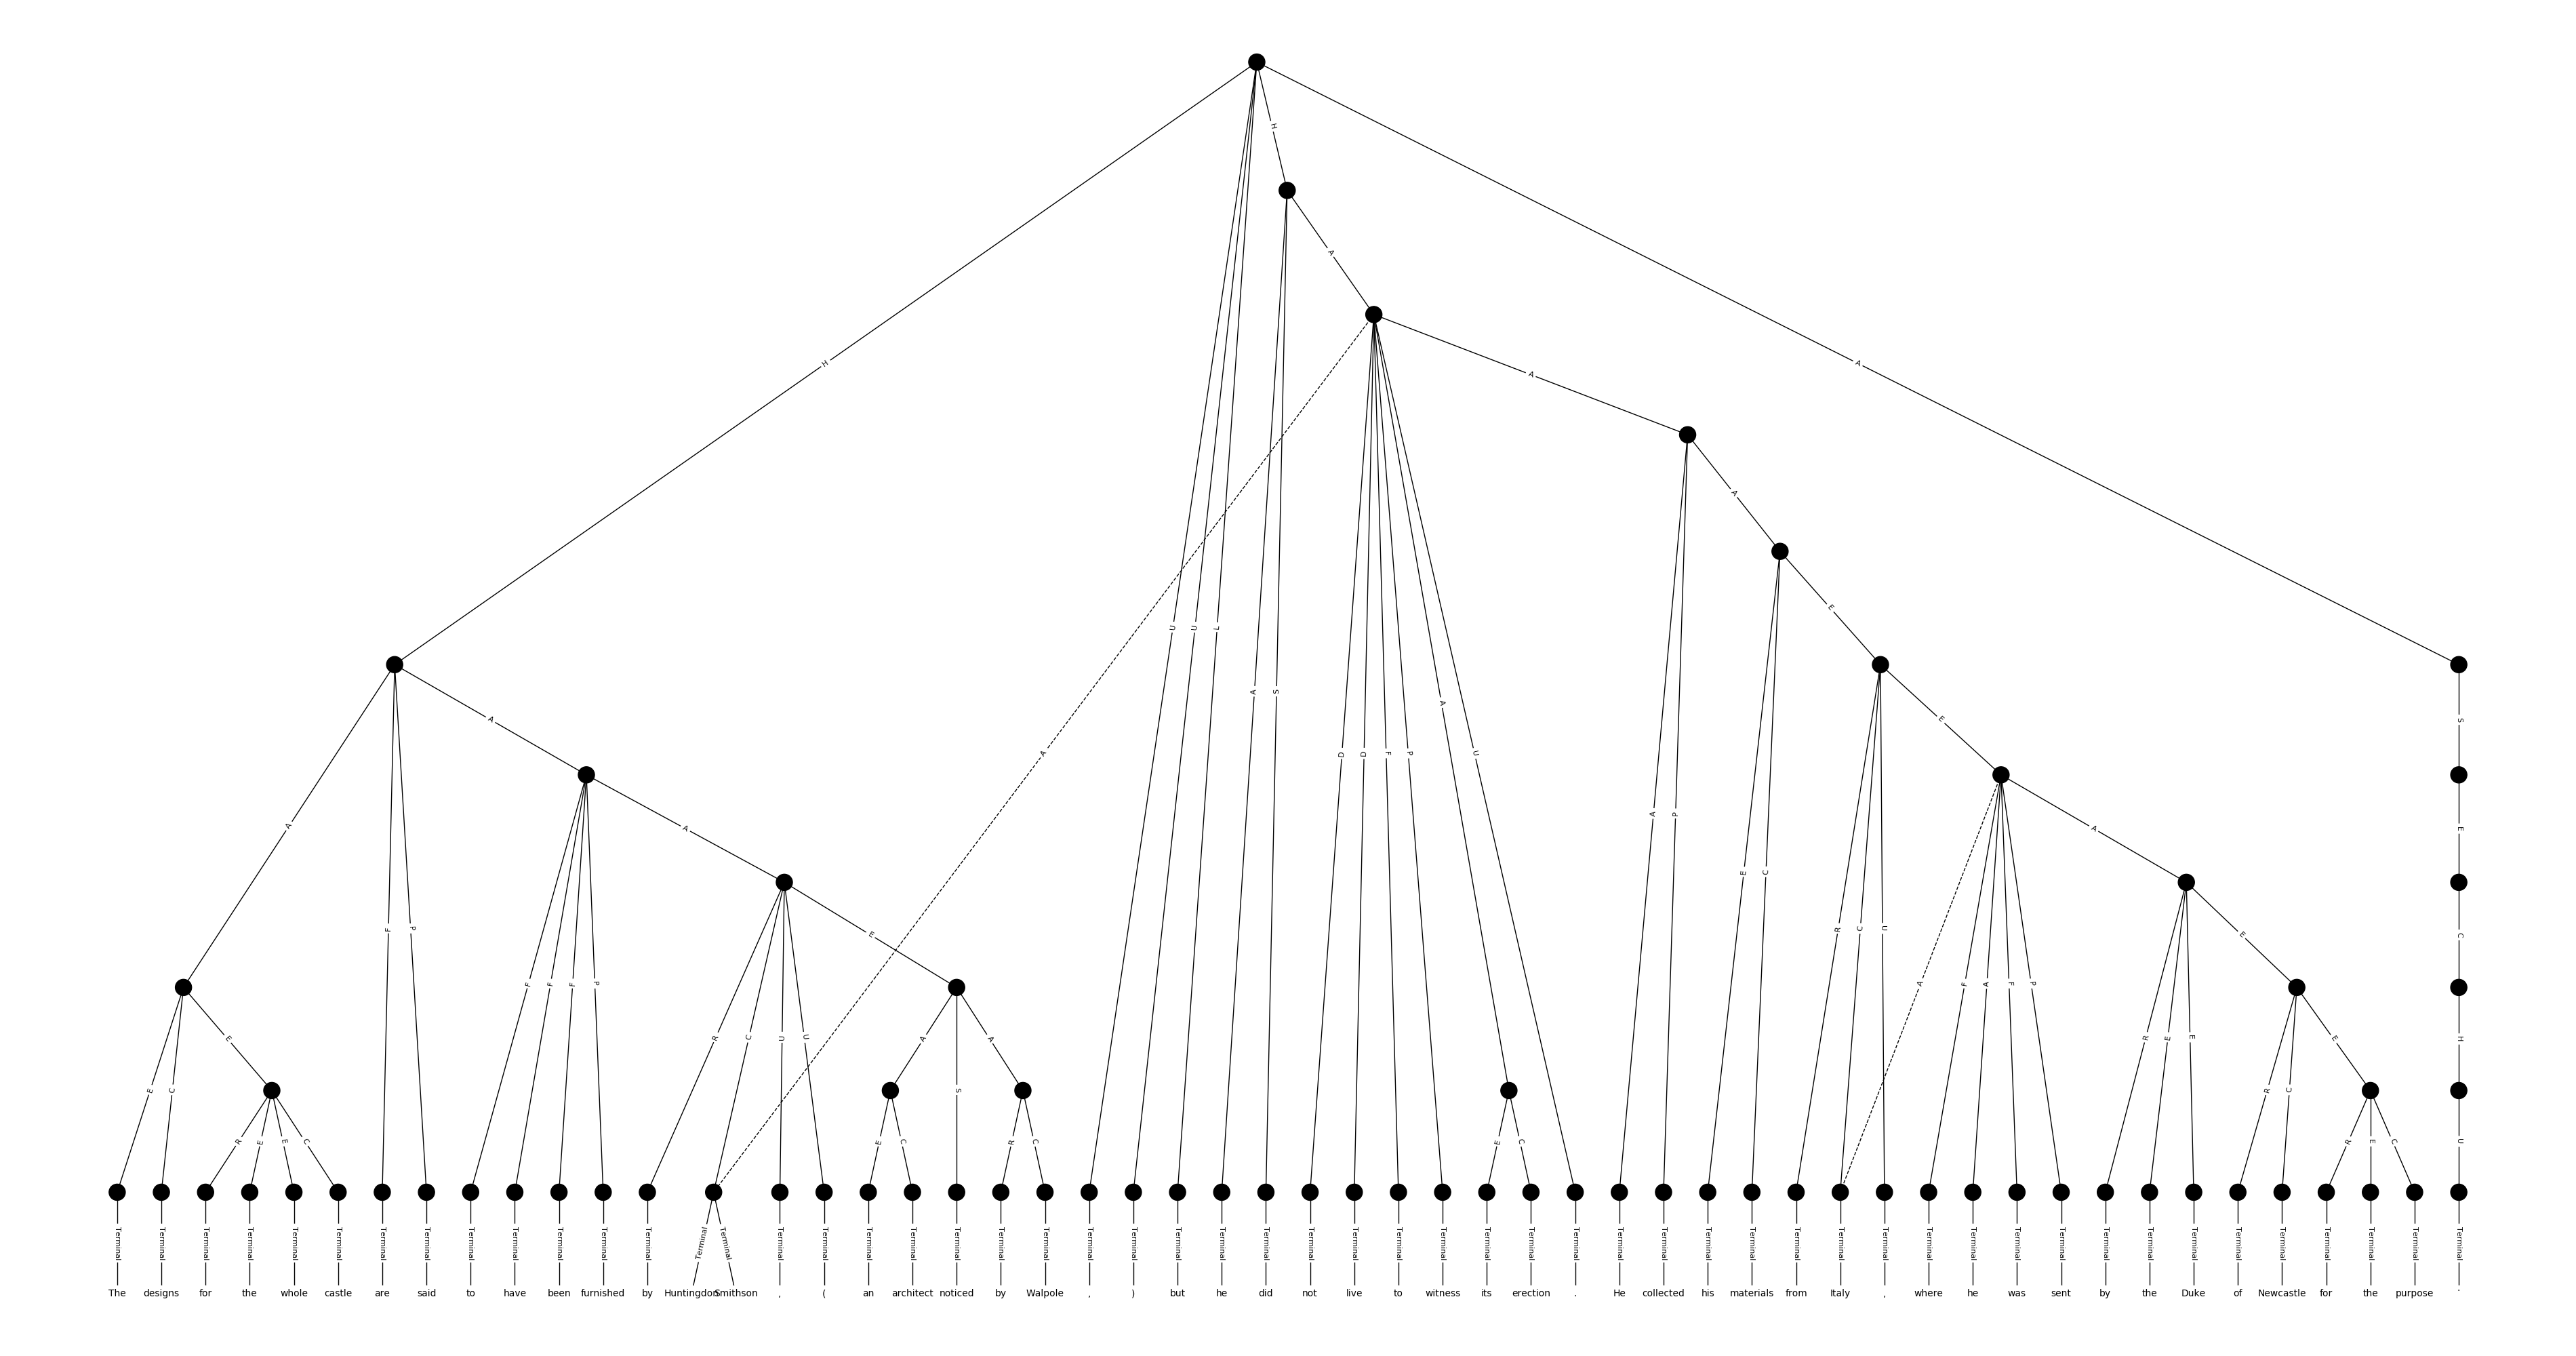 H
A
H
A
A
A
E
U U L
A S
A
E
S
A
D D F P A U
A
A P
E C
A
A
E
F P
R C U
E
C
F F F P
A F A F P
E
R C U U
A A
R E E
E
H
E C
S
R C
E
R E E C
E C
R C
E C
R E C
U
Terminal Terminal Terminal Terminal Terminal Terminal Terminal Terminal Terminal Terminal Terminal Terminal Terminal Terminal Terminal Terminal Terminal Terminal Terminal Terminal Terminal Terminal Terminal Terminal Terminal Terminal Terminal Terminal Terminal Terminal Terminal Terminal Terminal Terminal Terminal Terminal Terminal Terminal Terminal Terminal Terminal Terminal Terminal Terminal Terminal Terminal Terminal Terminal Terminal Terminal Terminal Terminal Terminal Terminal
The designs for the whole castle are said to have been furnished by Huntingdon Smithson , ( an architect noticed by Walpole , ) but he did not live to witness its erection . He collected his materials from Italy , where he was sent by the Duke of Newcastle for the purpose .